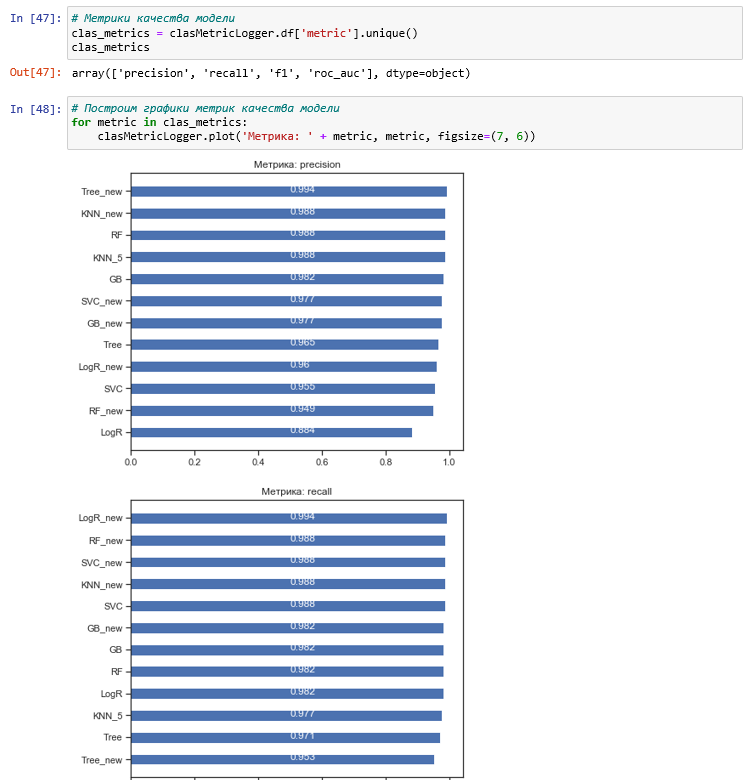 In [47]: # Метрики качества модели
clas_metrics = clasMetricLogger.df['metric'].unique()
clas_metrics
Out[47]: array(['precision', 'recall', 'f1', 'roc_auc'], dtype=object)
In [48]: # Построим графики метрик качества модели
for metric in clas_metrics:
    clasMetricLogger.plot('Метрика: ' + metric, metric, figsize=(7, 6))
Метрика: precision
Tree_new 0.994
KNN_new 0.988
RF 0.988
KNN_5 0.988
GB 0.982
SVC_new 0.977
GB_new 0.977
Tree 0.965
LogR_new 0.96
SVC 0.955
RF_new 0.949
LogR 0.884
0.0 0.2 0.4 0.6 0.8 1.0
Метрика: recall
LogR_new 0.994
RF_new 0.988
SVC_new 0.988
KNN_new 0.988
SVC 0.988
GB_new 0.982
GB 0.982
RF 0.982
LogR 0.982
KNN_5 0.977
Tree 0.971
Tree_new 0.953